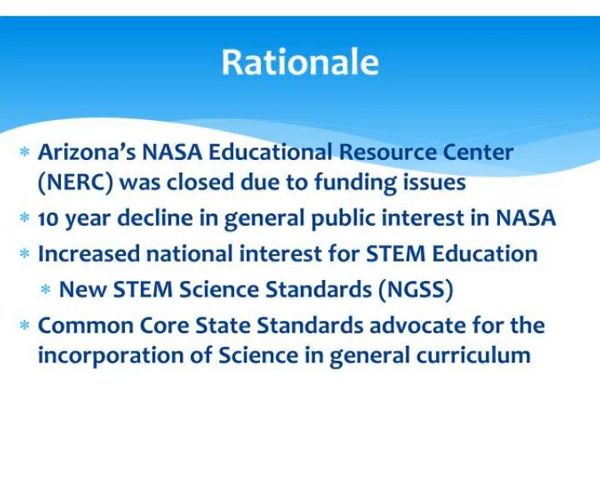 Rationale
* Arizona’s NASA Educational Resource Center
(NERC) was closed due to funding issues
* 10 year decline in general public interest in NASA
* Increased national interest for STEM Education
* New STEM Science Standards (NGSS)
* Common Core State Standards advocate for the
incorporation of Science in general curriculum